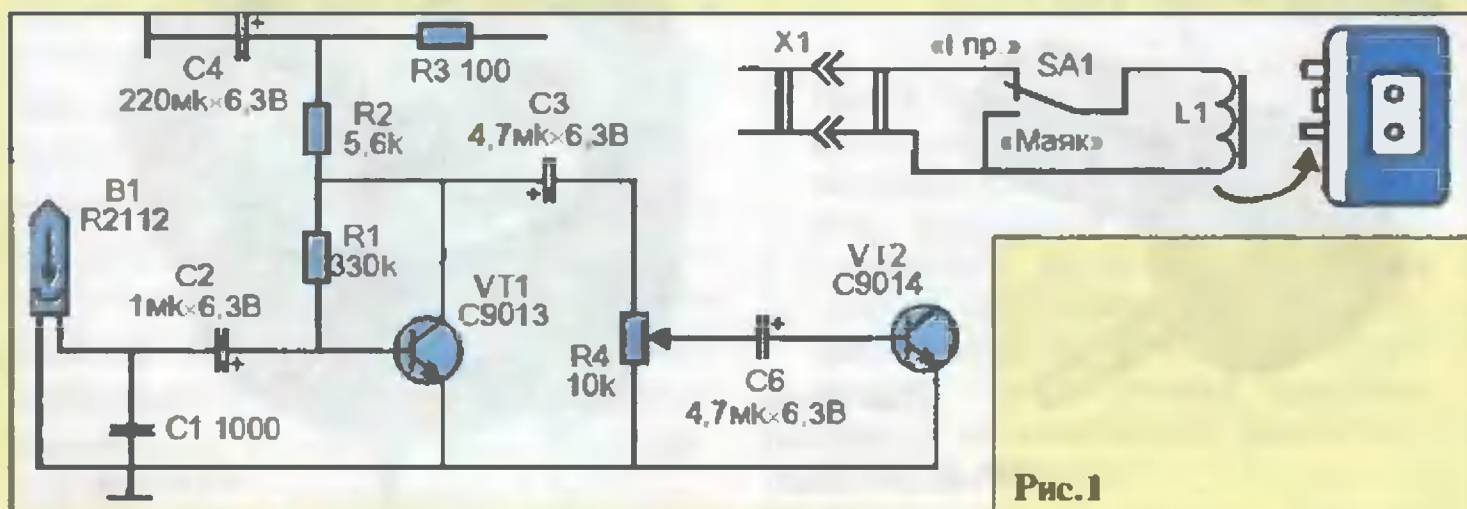 C4
220мк×6,3В
R3 100
R2
5,6k
C3
4,7мк×6,3В
B1
R2112
R1
330k
C2
1мк×6,3В
VT1
C9013
C1 1000
R4
10k
C6
4,7мк×6,3В
VT2
C9014
X1
«Гпр.»
SA1
«Маяк»
L1
Рис.1